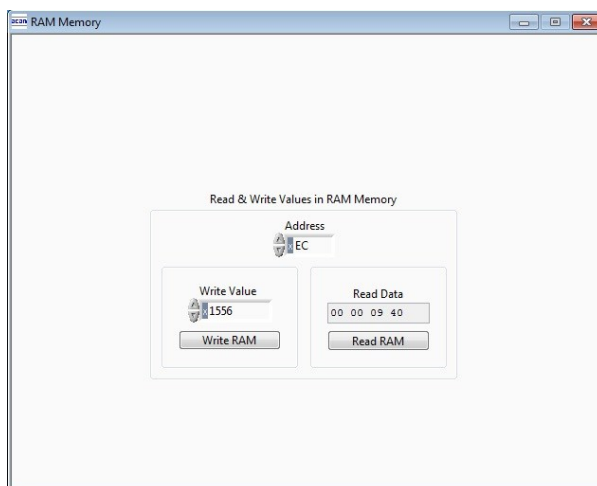 acan RAM Memory
Read & Write Values in RAM Memory
Address
x EC
Write Value
x 1556
Write RAM
Read Data
00 00 09 40
Read RAM